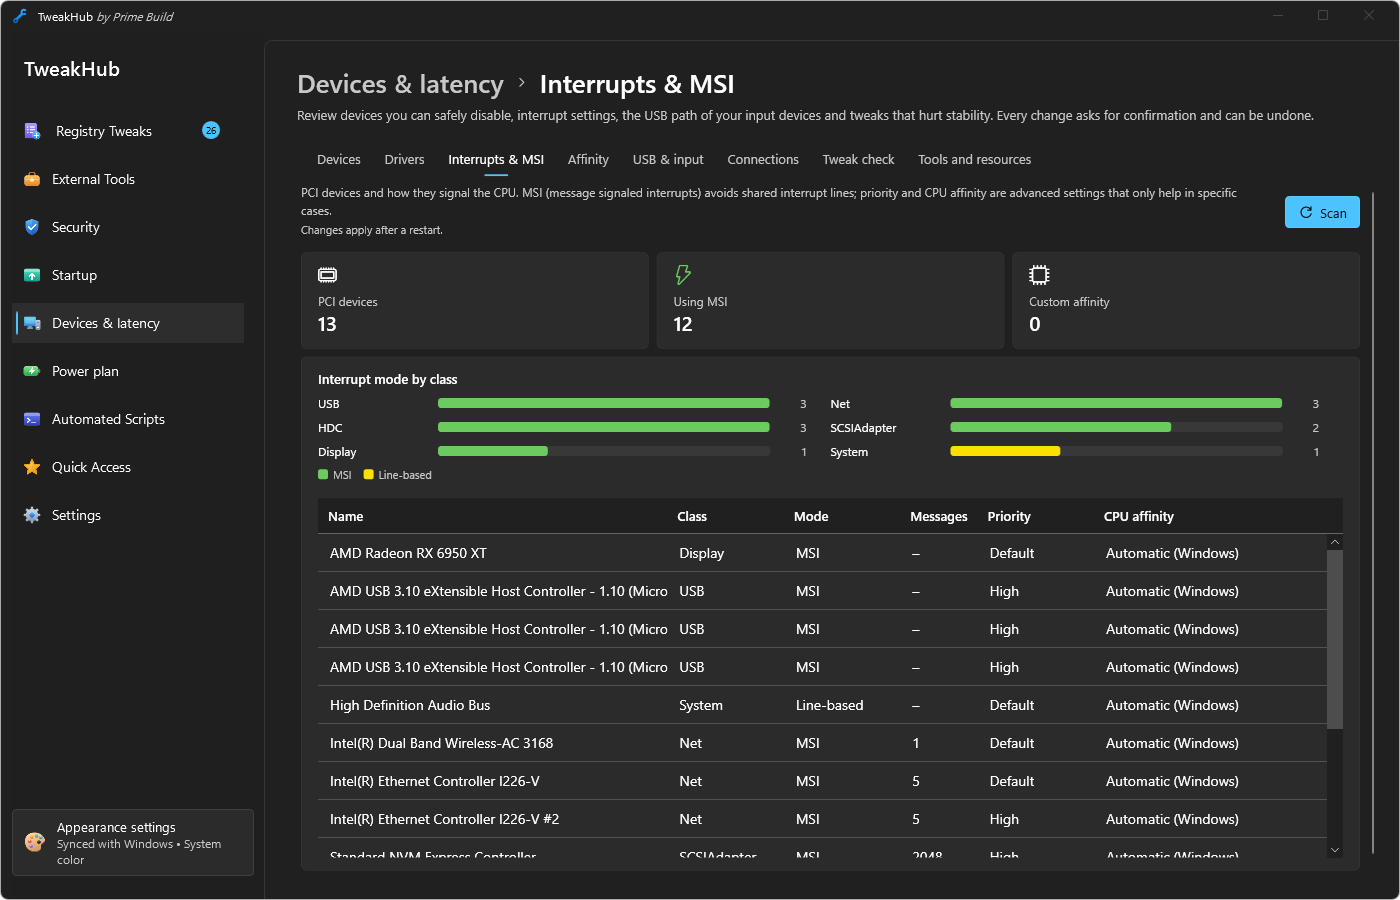 TweakHub by Prime Build
TweakHub
Registry Tweaks 26
External Tools
Security
Startup
Devices & latency
Power plan
Automated Scripts
Quick Access
Settings
Appearance settings
Synced with Windows • System
color
Devices & latency > Interrupts & MSI
Review devices you can safely disable, interrupt settings, the USB path of your input devices and tweaks that hurt stability. Every change asks for confirmation and can be undone.
Devices Drivers Interrupts & MSI Affinity USB & input Connections Tweak check Tools and resources
PCI devices and how they signal the CPU. MSI (message signaled interrupts) avoids shared interrupt lines; priority and CPU affinity are advanced settings that only help in specific
cases.
Changes apply after a restart.
Scan
PCI devices
13
Using MSI
12
Custom affinity
0
Interrupt mode by class
USB 3 Net 3
HDC 3 SCSIAdapter 2
Display 1 System 1
MSI Line-based
Name Class Mode Messages Priority CPU affinity
AMD Radeon RX 6950 XT Display MSI – Default Automatic (Windows)
AMD USB 3.10 eXtensible Host Controller - 1.10 (Micro USB MSI – High Automatic (Windows)
AMD USB 3.10 eXtensible Host Controller - 1.10 (Micro USB MSI – High Automatic (Windows)
AMD USB 3.10 eXtensible Host Controller - 1.10 (Micro USB MSI – High Automatic (Windows)
High Definition Audio Bus System Line-based – Default Automatic (Windows)
Intel(R) Dual Band Wireless-AC 3168 Net MSI 1 Default Automatic (Windows)
Intel(R) Ethernet Controller I226-V Net MSI 5 Default Automatic (Windows)
Intel(R) Ethernet Controller I226-V #2 Net MSI 5 High Automatic (Windows)
Standard NVM Express Controller SCSIAdapter MSI 2048 High Automatic (Windows)